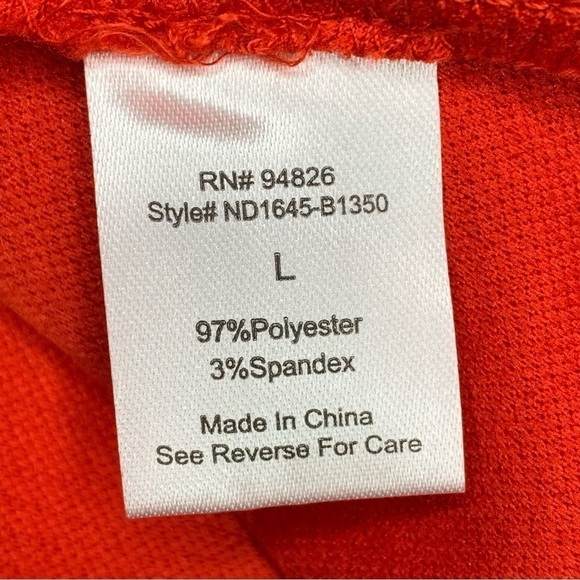 RN# 94826
Style# ND1645-B1350
L
97%Polyester
3%Spandex
Made In China
See Reverse For Care